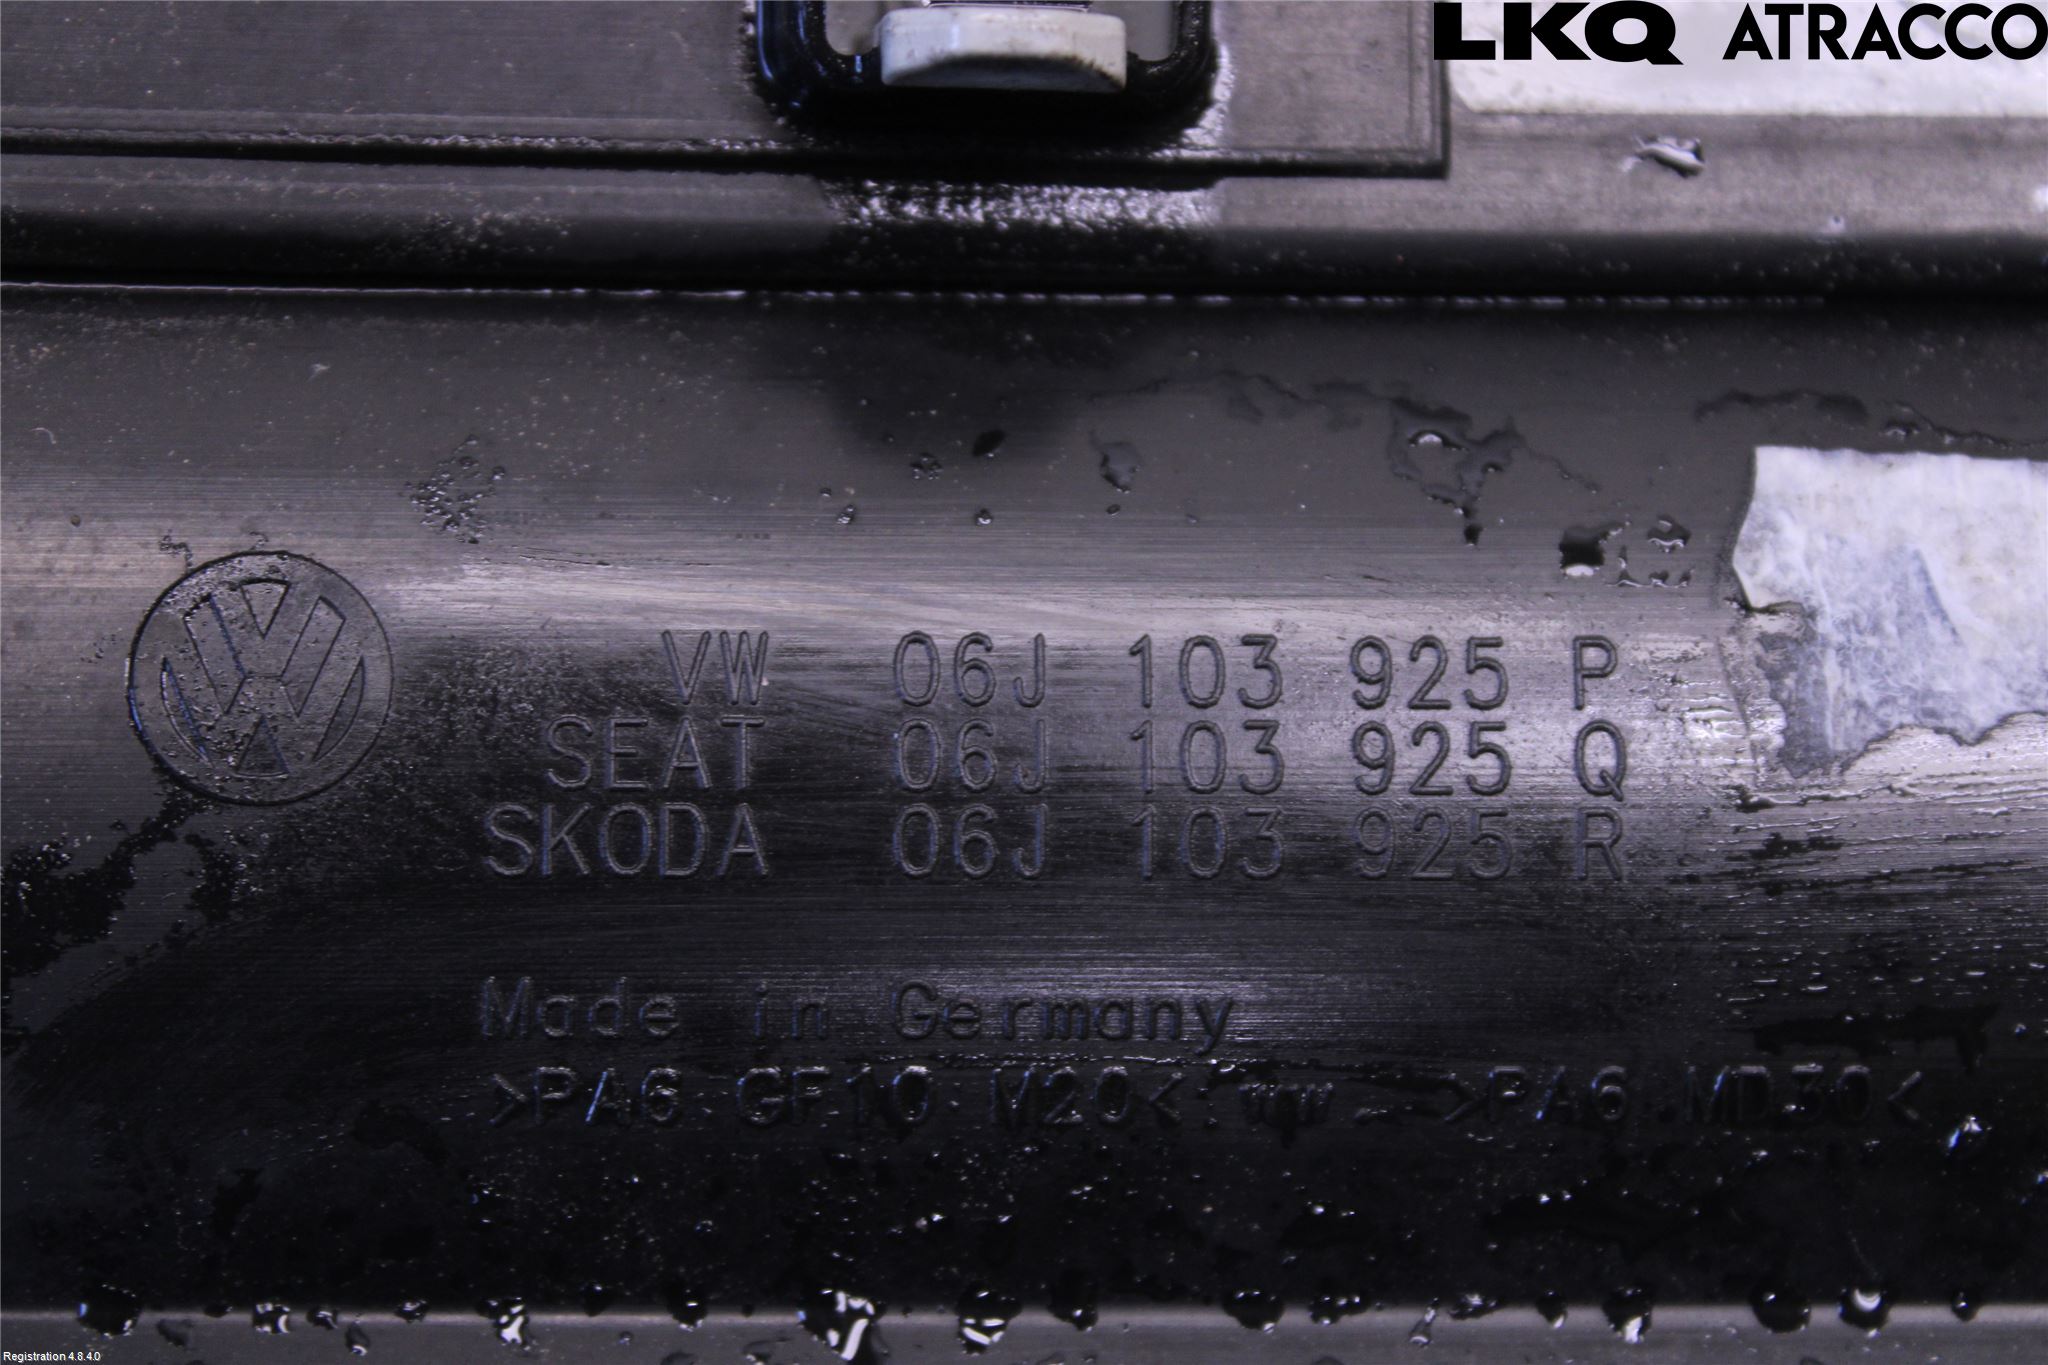 LKQ ATRACCO
VW 06J 103 925 P
SEAT 06J 103 925 Q
SKODA 06J 103 925 R
Made in Germany
>PA6 GF10 M20< >PA6.MD30<
Registration 4.8.4.0